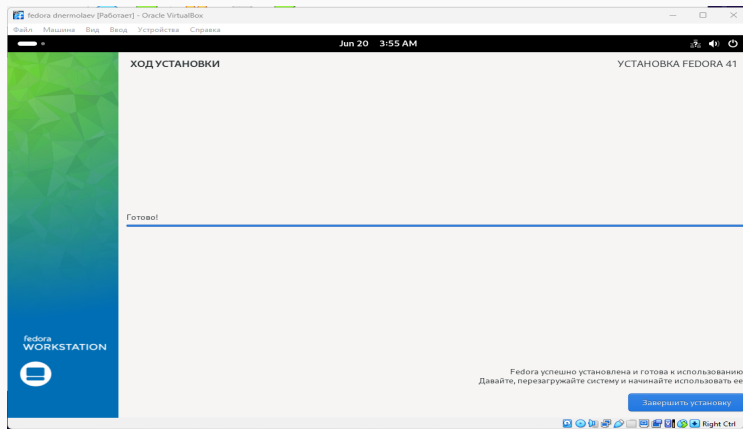 fedora dnermolaev [Работает] - Oracle VirtualBox
Файл Машина Вид Ввод Устройства Справка
Jun 20 3:55 AM
ХОД УСТАНОВКИ
УСТАНОВКА FEDORA 41
Готово!
fedora
WORKSTATION
Fedora успешно установлена и готова к использованию
Давайте, перезагружайте систему и начинайте использовать ее
Завершить установку
Right Ctrl